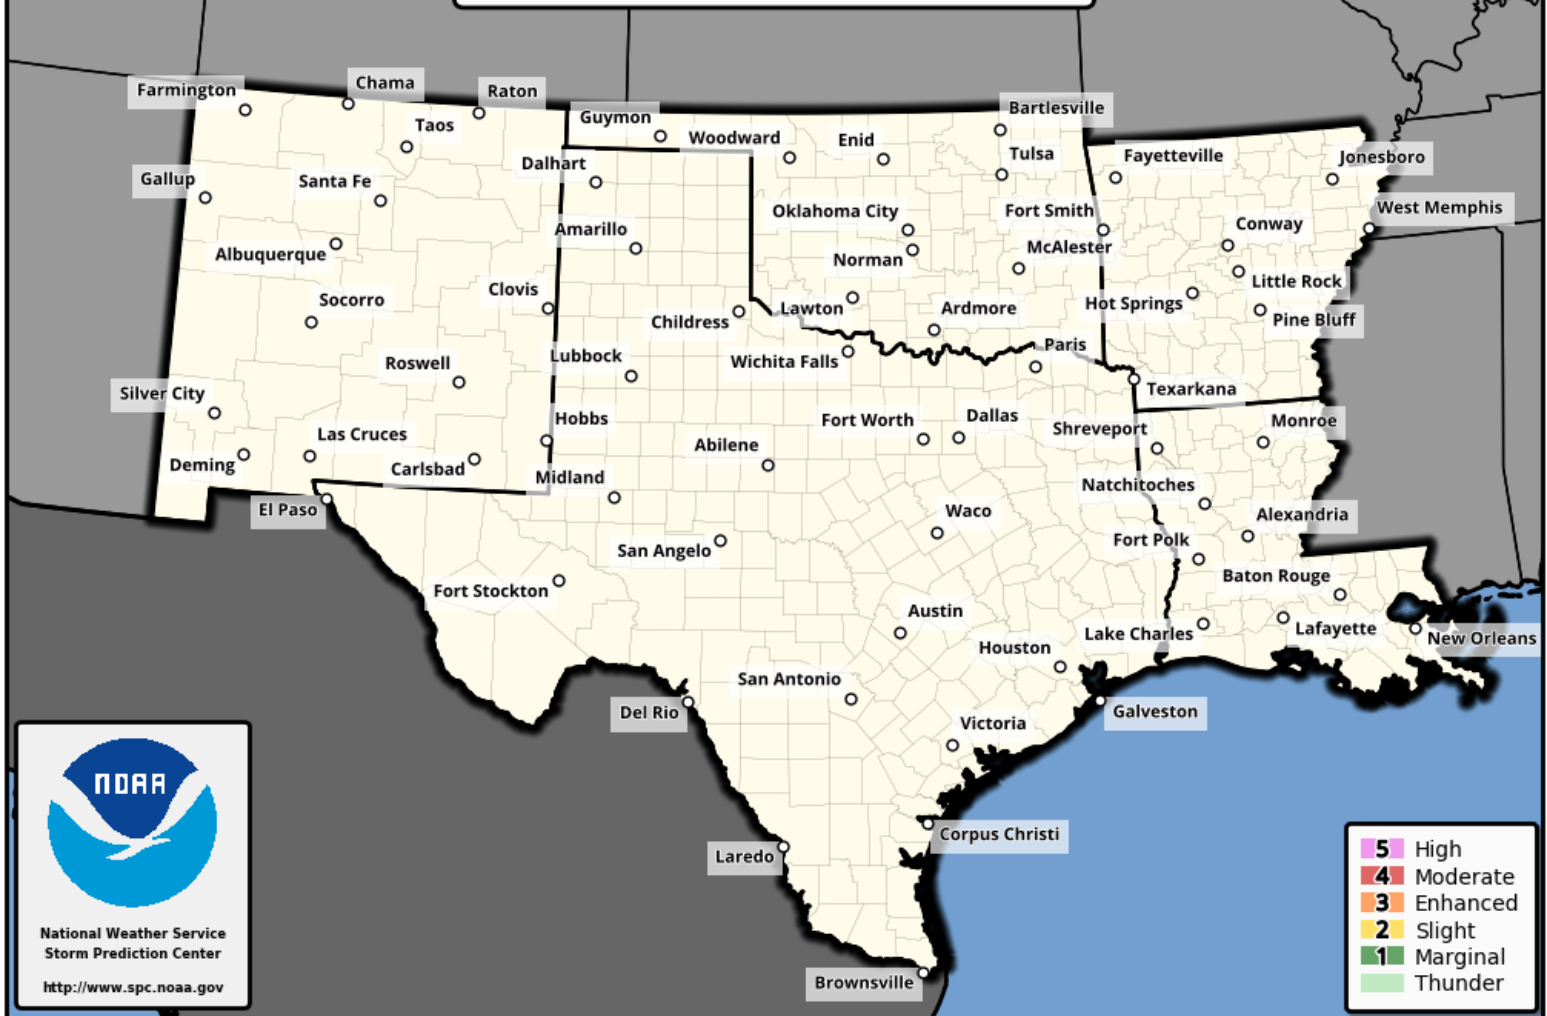 Farmington
Chama
Raton
Taos
Guymon
Woodward
Enid
Bartlesville
Tulsa
Fayetteville
Jonesboro
Gallup
Santa Fe
Dalhart
Oklahoma City
Fort Smith
West Memphis
Conway
Albuquerque
Amarillo
Norman
McAlester
Little Rock
Socorro
Clovis
Childress
Lawton
Ardmore
Hot Springs
Pine Bluff
Roswell
Lubbock
Wichita Falls
Paris
Texarkana
Silver City
Las Cruces
Hobbs
Abilene
Fort Worth
Dallas
Shreveport
Monroe
Deming
Carlsbad
Midland
Natchitoches
El Paso
San Angelo
Waco
Alexandria
Fort Polk
Fort Stockton
Baton Rouge
Austin
Houston
Lake Charles
Lafayette
New Orleans
San Antonio
Del Rio
Victoria
Galveston
Corpus Christi
Laredo
Brownsville
NOAA
National Weather Service
Storm Prediction Center
http://www.spc.noaa.gov
5 High
4 Moderate
3 Enhanced
2 Slight
1 Marginal
Thunder